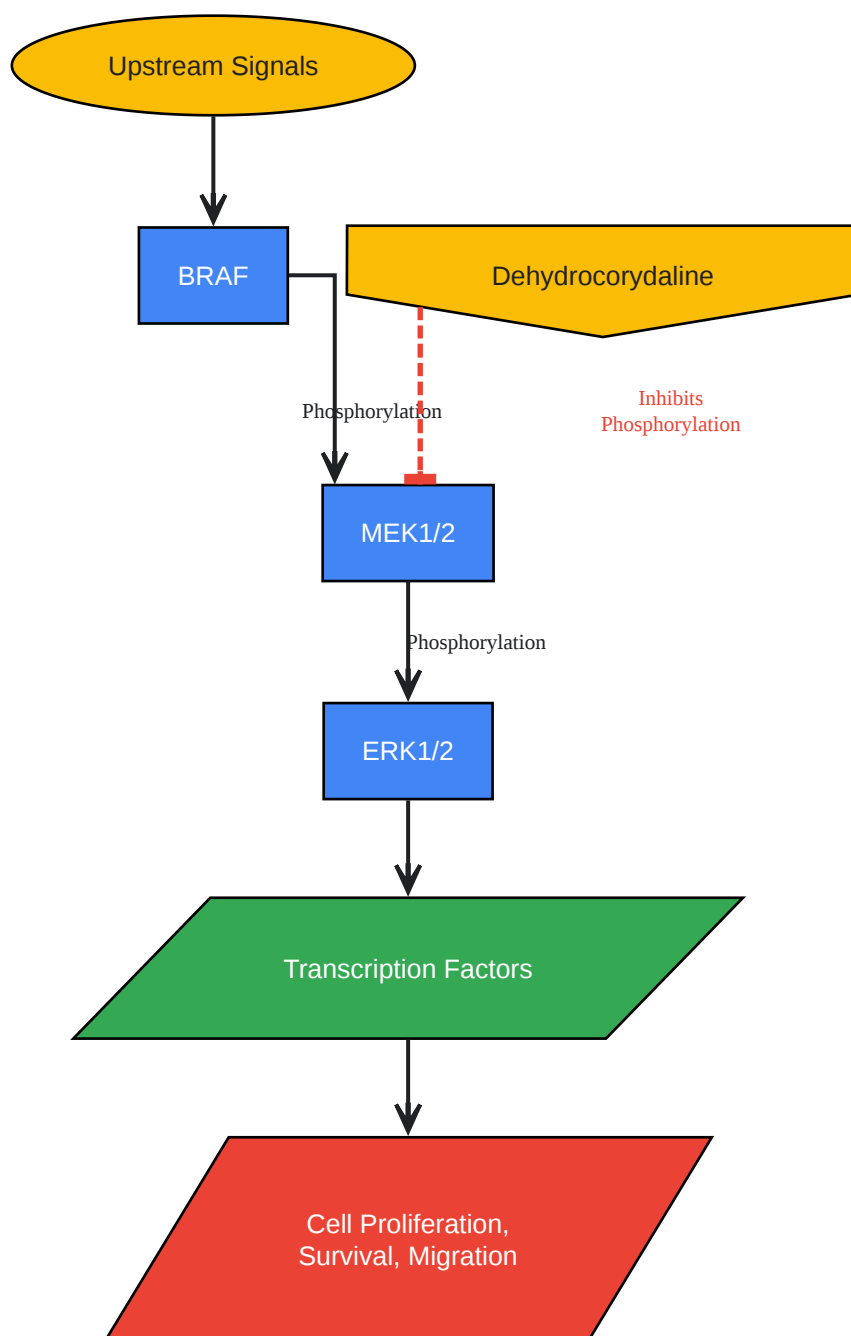 Upstream Signals
BRAF
Dehydrocorydaline
Phosphorylation
Inhibits
Phosphorylation
MEK1/2
Phosphorylation
ERK1/2
Transcription Factors
Cell Proliferation,
Survival, Migration